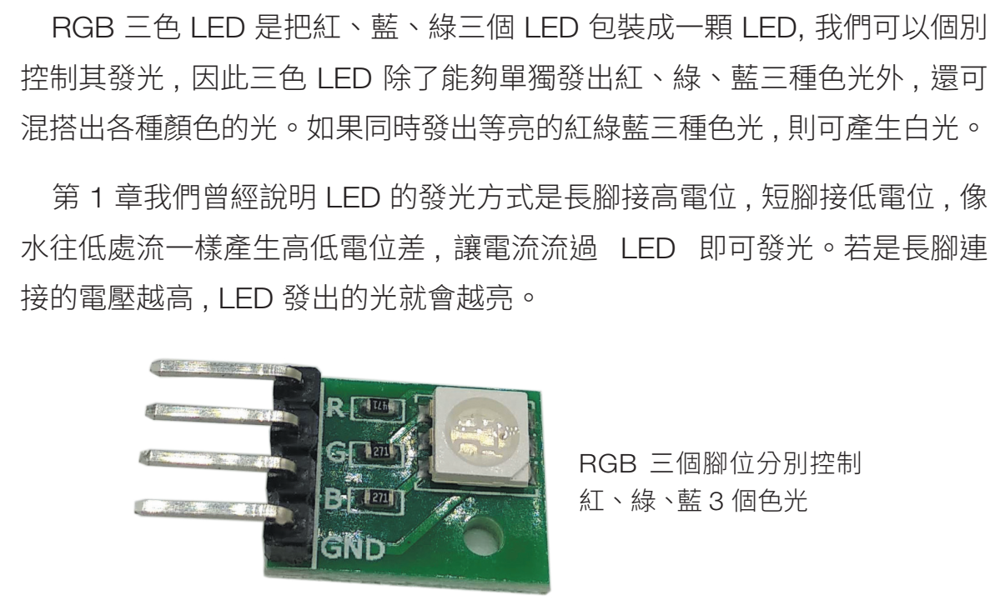 RGB 三色 LED 是把紅、藍、綠三個 LED 包裝成一顆 LED, 我們可以個別
控制其發光, 因此三色 LED 除了能夠單獨發出紅、綠、藍三種色光外, 還可
混搭出各種顏色的光。如果同時發出等亮的紅綠藍三種色光, 則可產生白光。
第 1 章我們曾經說明 LED 的發光方式是長腳接高電位, 短腳接低電位, 像
水往低處流一樣產生高低電位差, 讓電流流過 LED 即可發光。若是長腳連
接的電壓越高, LED 發出的光就會越亮。
R
471
G
271
B
271
GND
RGB 三個腳位分別控制
紅、綠、藍 3 個色光